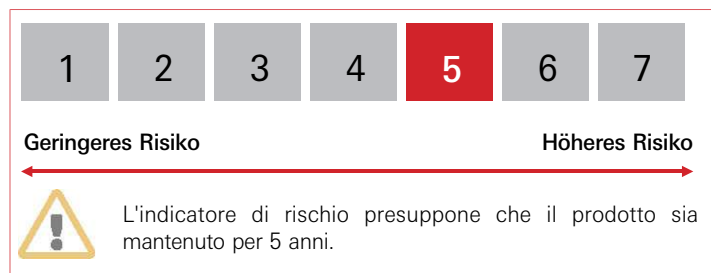 1 2 3 4 5 6 7
Geringeres Risiko Höheres Risiko
L'indicatore di rischio presuppone che il prodotto sia
mantenuto per 5 anni.